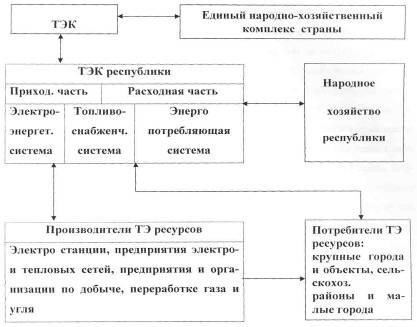 ТЭК
Единый народно-хозяйственный
комплекс страны
ТЭК республики
Приход. часть
Расходная часть
Электро-
энергет.
система
Топливо-
снабженч.
система
Энерго
потребляющая
система
Народное
хозяйство
республики
Производители ТЭ ресурсов
Электро станции, предприятия электро-
и тепловых сетей, предприятия и орга-
низации по добыче, переработке газа и
угля
Потребители ТЭ
ресурсов:
крупные города
и объекты, сель-
скохоз.
районы и ма-
лые города